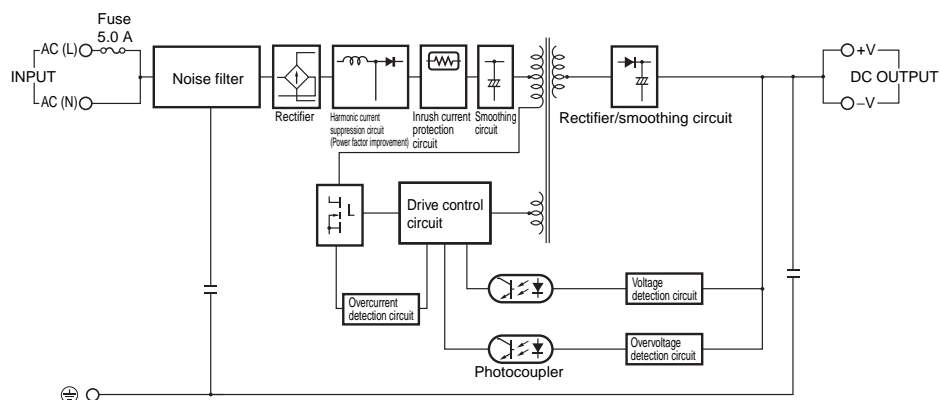 Fuse
5.0 A
AC (L)
INPUT
AC (N)
Noise filter
Rectifier
Harmonic current
suppression circuit
(Power factor improvement)
Inrush current
protection
circuit
Smoothing
circuit
Rectifier/smoothing circuit
+V
DC OUTPUT
−V
Drive control
circuit
Overcurrent
detection circuit
Voltage
detection circuit
Overvoltage
detection circuit
Photocoupler